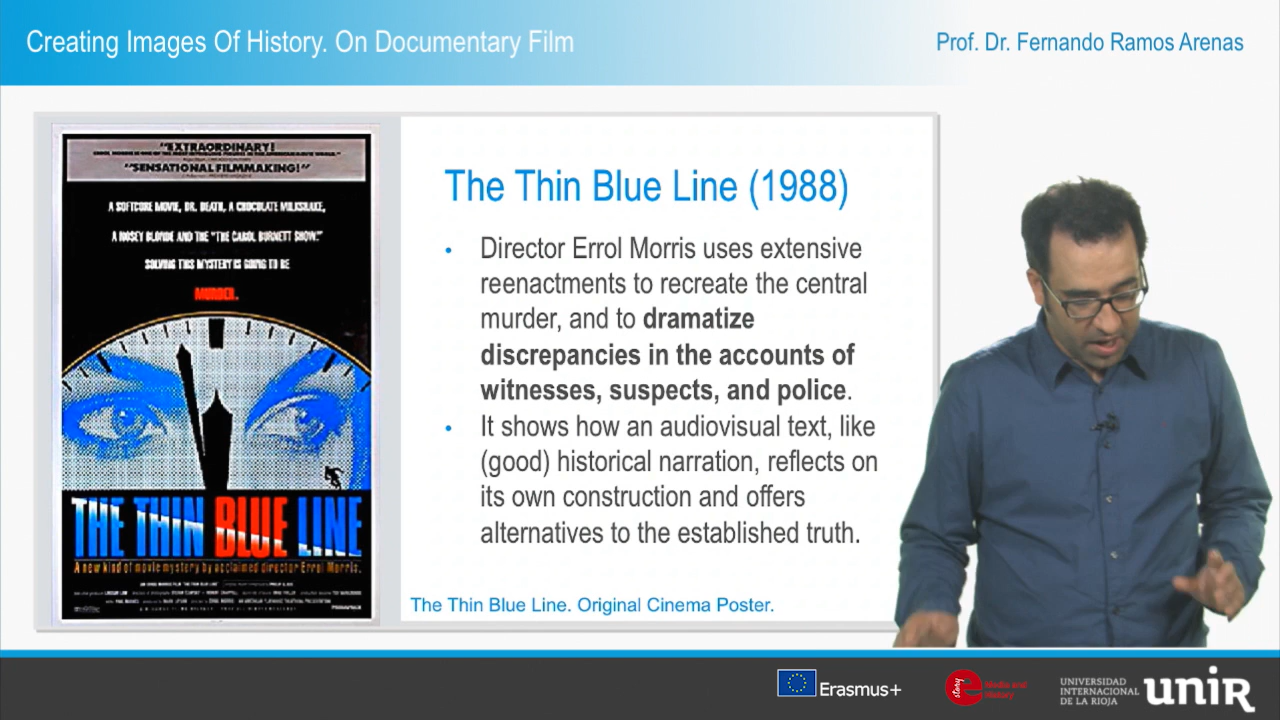 Creating Images Of History. On Documentary Film
Prof. Dr. Fernando Ramos Arenas
"EXTRAORDINARY!
"SENSATIONAL FILMMAKING!"
A SOFTCORE MOVIE, DR. DEATH, A CHOCOLATE MILKSHAKE,
A NOSEY BLONDE AND THE "THE CAROL BURNETT SHOW."
SOLVING THIS MYSTERY IS GOING TO BE
MURDER.
THE THIN BLUE LINE
A new kind of movie mystery by acclaimed director Errol Morris.
The Thin Blue Line (1988)
• Director Errol Morris uses extensive
reenactments to recreate the central
murder, and to dramatize
discrepancies in the accounts of
witnesses, suspects, and police.
• It shows how an audiovisual text, like
(good) historical narration, reflects on
its own construction and offers
alternatives to the established truth.
The Thin Blue Line. Original Cinema Poster.
Erasmus+
e
story
Media and
History
UNIVERSIDAD
INTERNACIONAL
DE LA RIOJA
unir